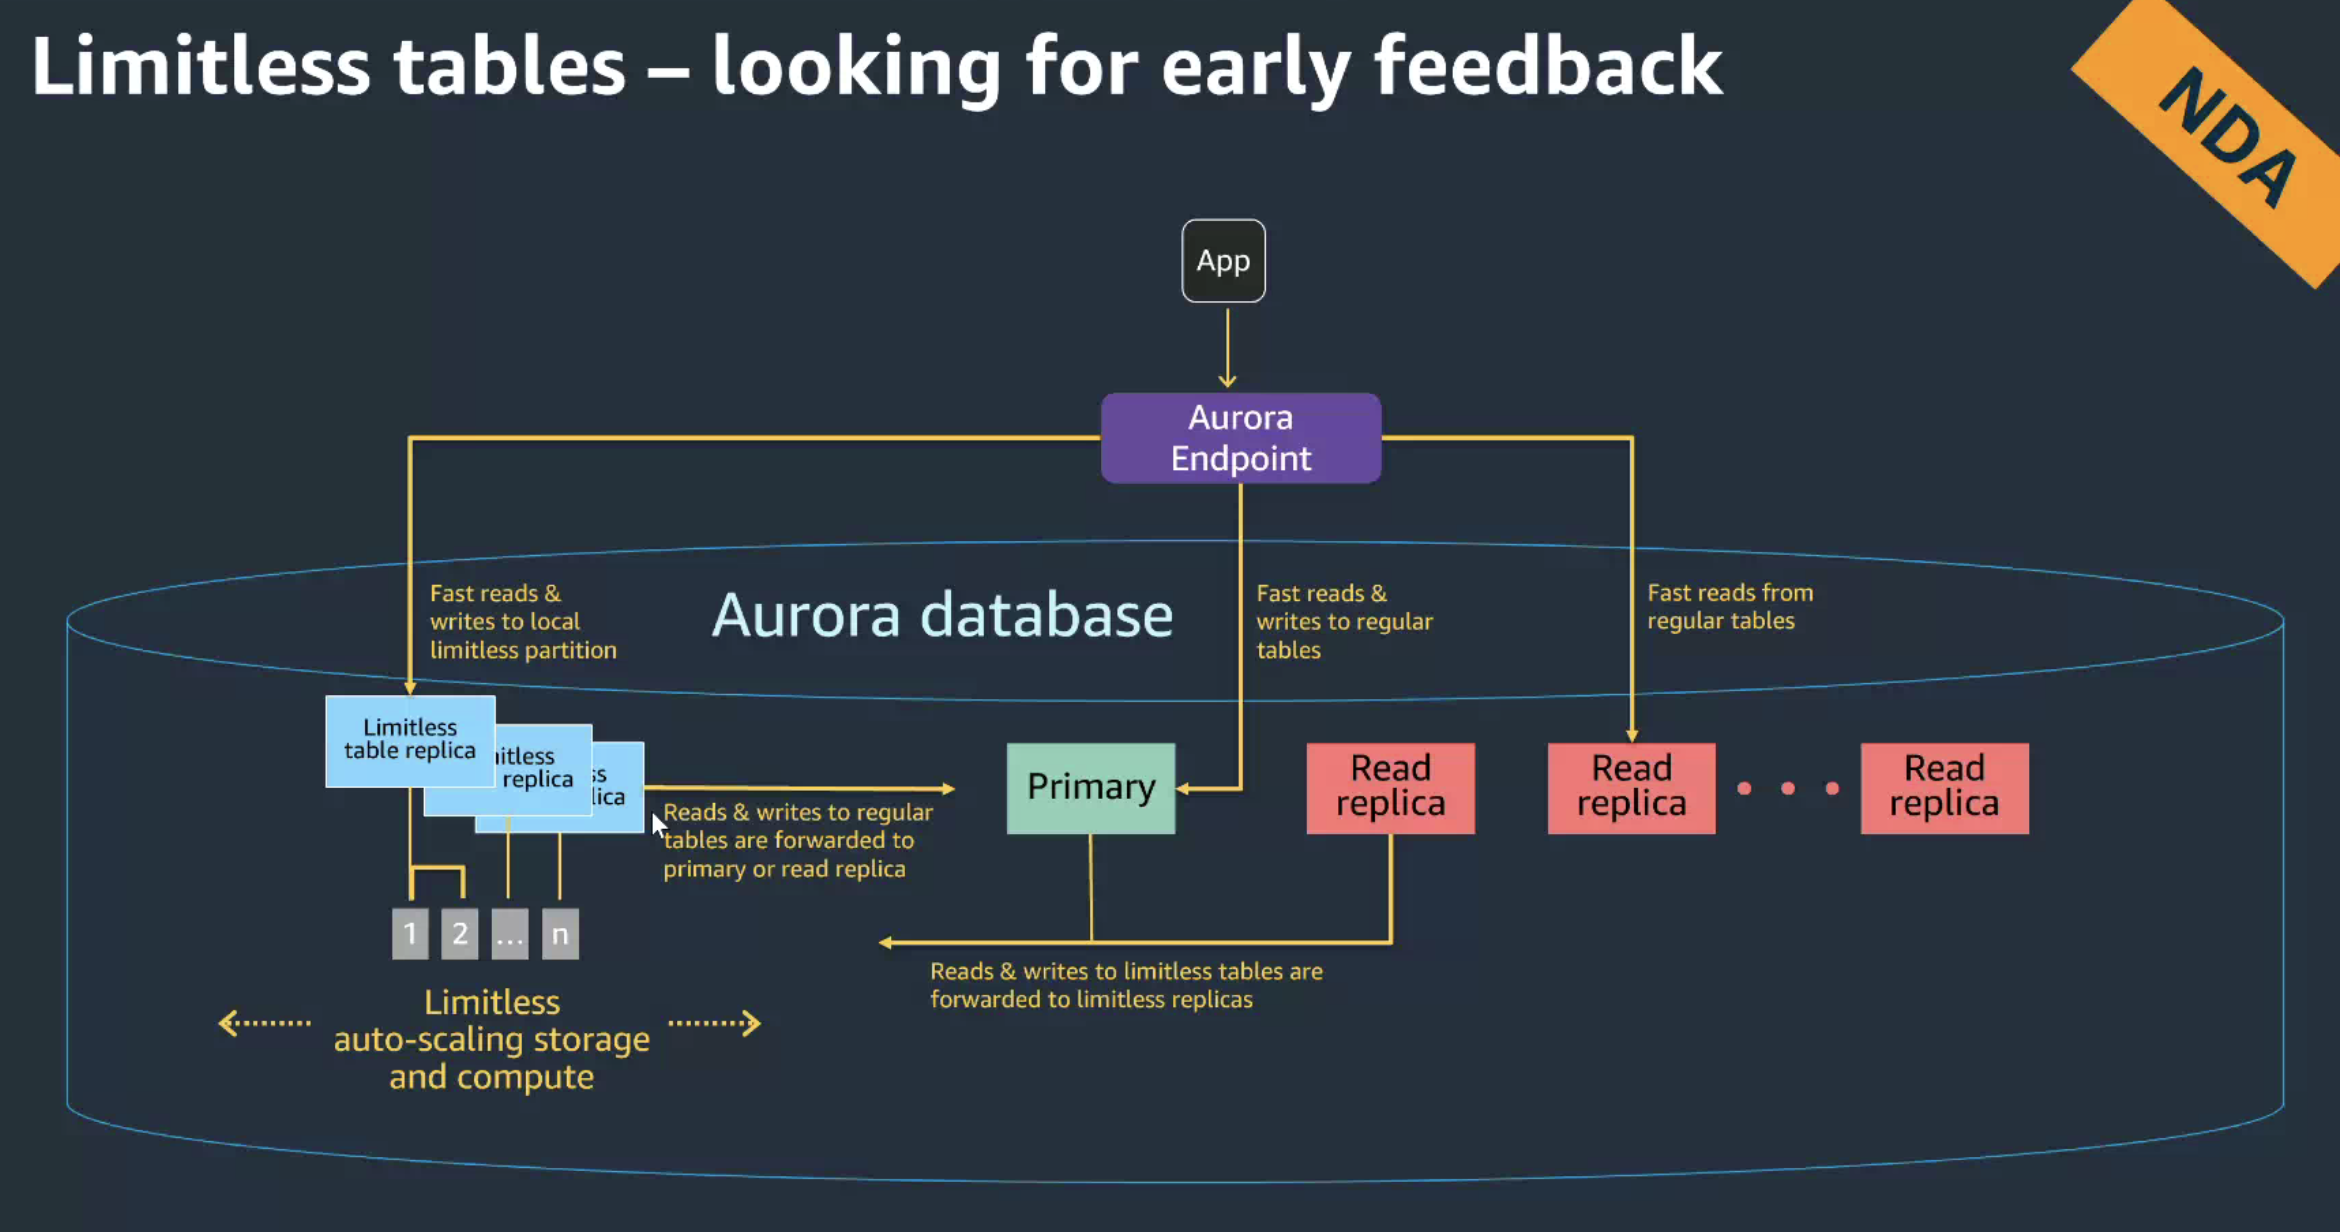 Limitless tables – looking for early feedback
NDA
App
Aurora
Endpoint
Fast reads &
writes to local
limitless partition
Aurora database
Fast reads &
writes to regular
tables
Fast reads from
regular tables
Limitless
table replica
itless
replica
ss
lica
Reads & writes to regular
tables are forwarded to
primary or read replica
Primary
Read
replica
Read
replica
Read
replica
1 2 ... n
Reads & writes to limitless tables are
forwarded to limitless replicas
Limitless
auto-scaling storage
and compute